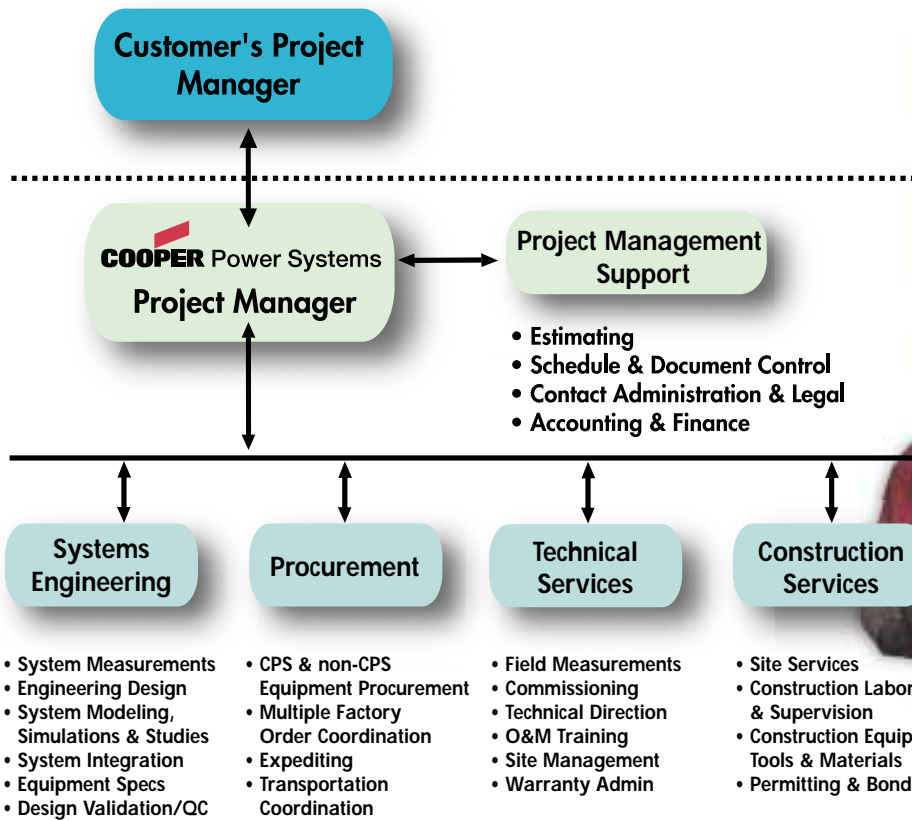 Customer's Project
Manager
COOPER Power Systems
Project Manager
Project Management
Support
• Estimating
• Schedule & Document Control
• Contact Administration & Legal
• Accounting & Finance
Systems
Engineering
• System Measurements
• Engineering Design
• System Modeling,
Simulations & Studies
• System Integration
• Equipment Specs
• Design Validation/QC
Procurement
• CPS & non-CPS
Equipment Procurement
• Multiple Factory
Order Coordination
• Expediting
• Transportation
Coordination
Technical
Services
• Field Measurements
• Commissioning
• Technical Direction
• O&M Training
• Site Management
• Warranty Admin
Construction
Services
• Site Services
• Construction Labor
& Supervision
• Construction Equip
Tools & Materials
• Permitting & Bond